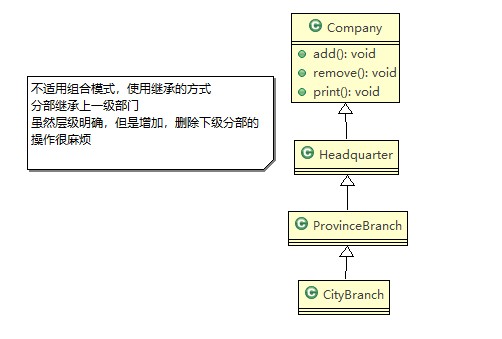 Company
add(): void
remove(): void
print(): void
不适用组合模式，使用继承的方式
分部继承上一级部门
虽然层级明确，但是增加，删除下级分部的
操作很麻烦
Headquarter
ProvinceBranch
CityBranch